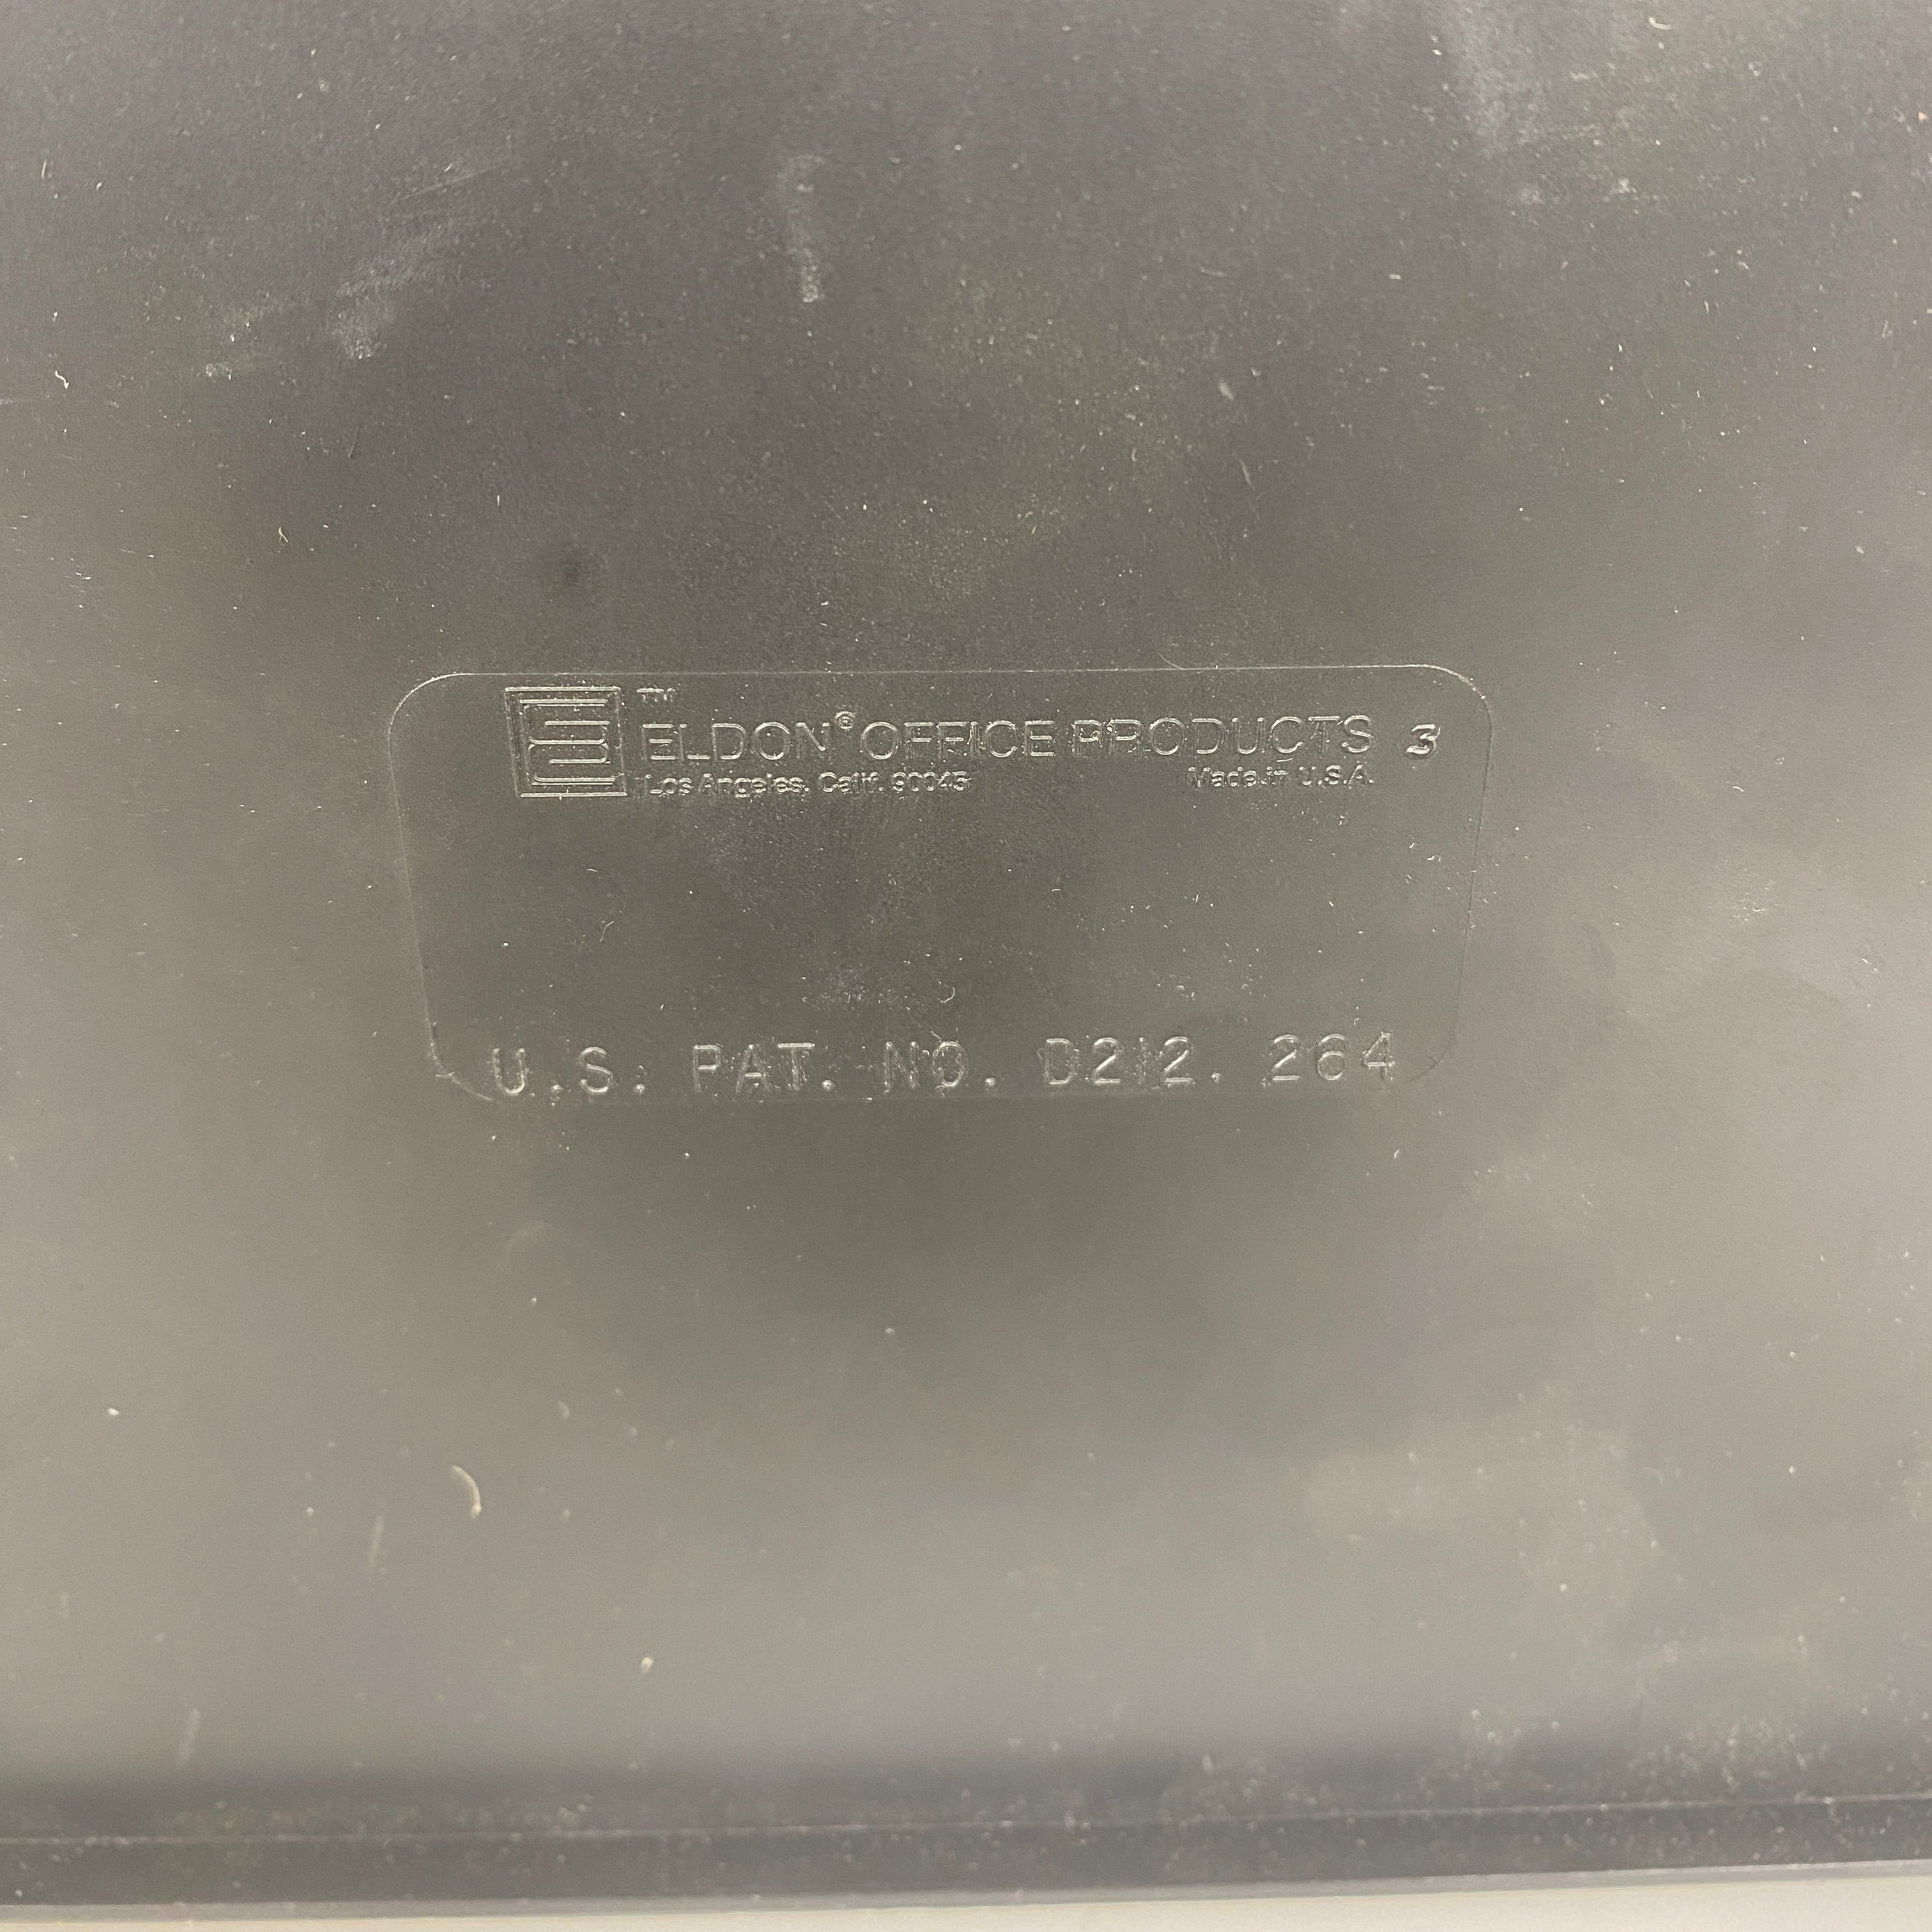 ™
ELDON® OFFICE PRODUCTS 3
Los Angeles, Calif. 90045 Made in U.S.A.
U.S. PAT. NO. D212. 264